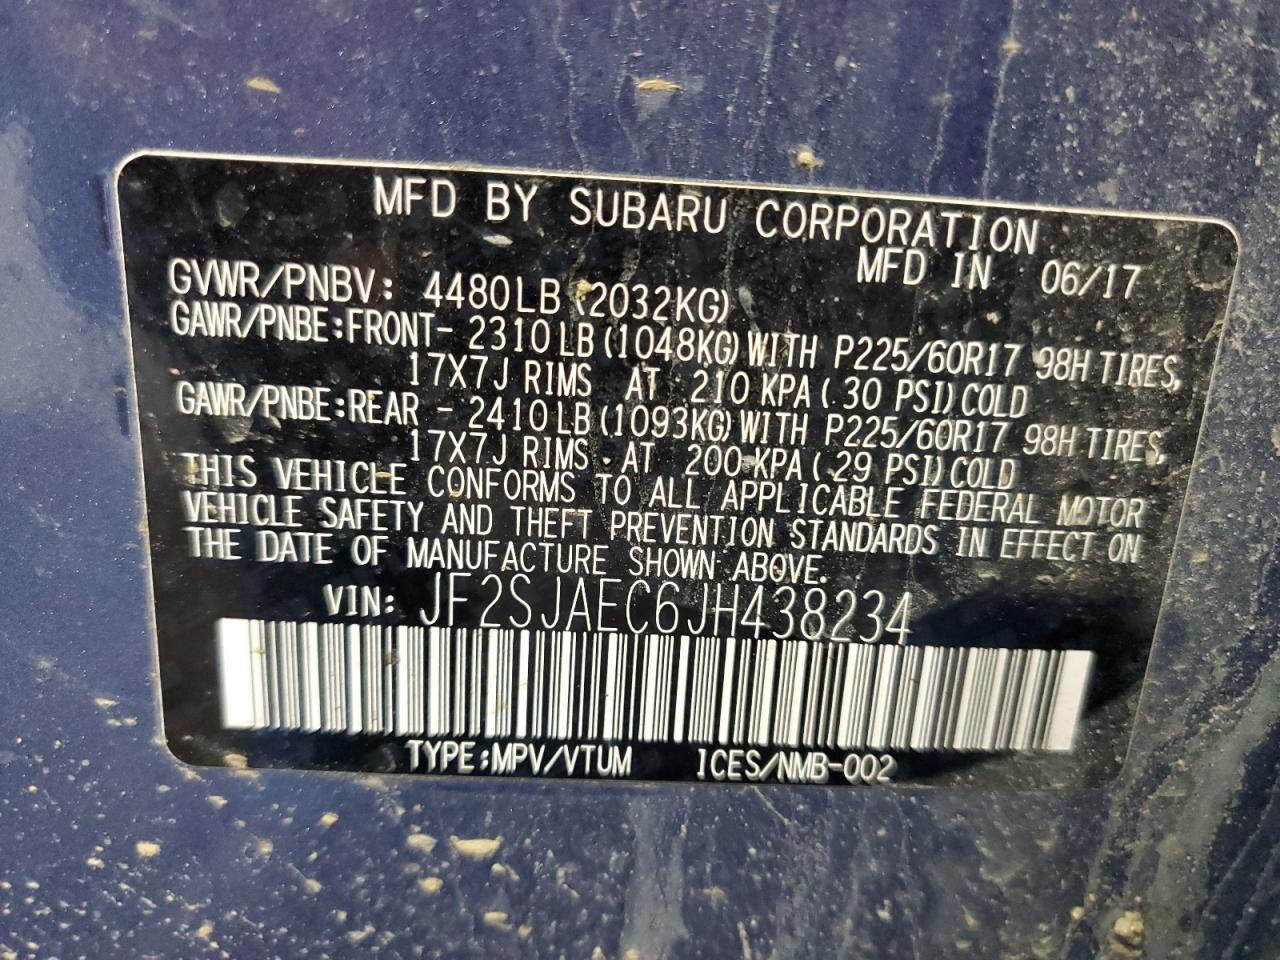 MFD BY SUBARU CORPORATION
MFD IN 06/17
GVWR/PNBV: 4480LB (2032KG)
GAWR/PNBE:FRONT- 2310LB (1048KG) WITH P225/60R17 98H TIRES,
17X7J RIMS AT 210 KPA ( 30 PSI) COLD
GAWR/PNBE:REAR - 2410LB (1093KG) WITH P225/60R17 98H TIRES,
17X7J RIMS AT 200 KPA ( 29 PSI) COLD
THIS VEHICLE CONFORMS TO ALL APPLICABLE FEDERAL MOTOR
VEHICLE SAFETY AND THEFT PREVENTION STANDARDS IN EFFECT ON
THE DATE OF MANUFACTURE SHOWN ABOVE.
VIN: JF2SJAEC6JH438234
TYPE:MPV/VTUM ICES/NMB-002